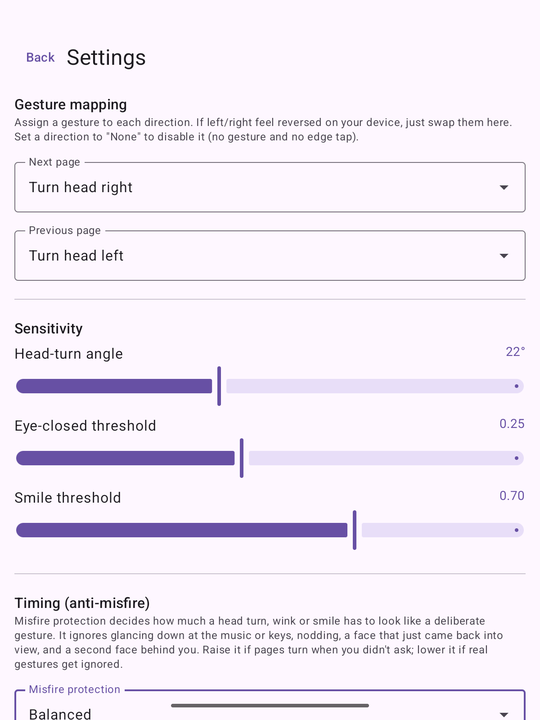 Back Settings
Gesture mapping
Assign a gesture to each direction. If left/right feel reversed on your device, just swap them here.
Set a direction to "None" to disable it (no gesture and no edge tap).
Next page
Turn head right
Previous page
Turn head left
Sensitivity
Head-turn angle 22°
Eye-closed threshold 0.25
Smile threshold 0.70
Timing (anti-misfire)
Misfire protection decides how much a head turn, wink or smile has to look like a deliberate
gesture. It ignores glancing down at the music or keys, nodding, a face that just came back into
view, and a second face behind you. Raise it if pages turn when you didn't ask; lower it if real
gestures get ignored.
Misfire protection
Balanced